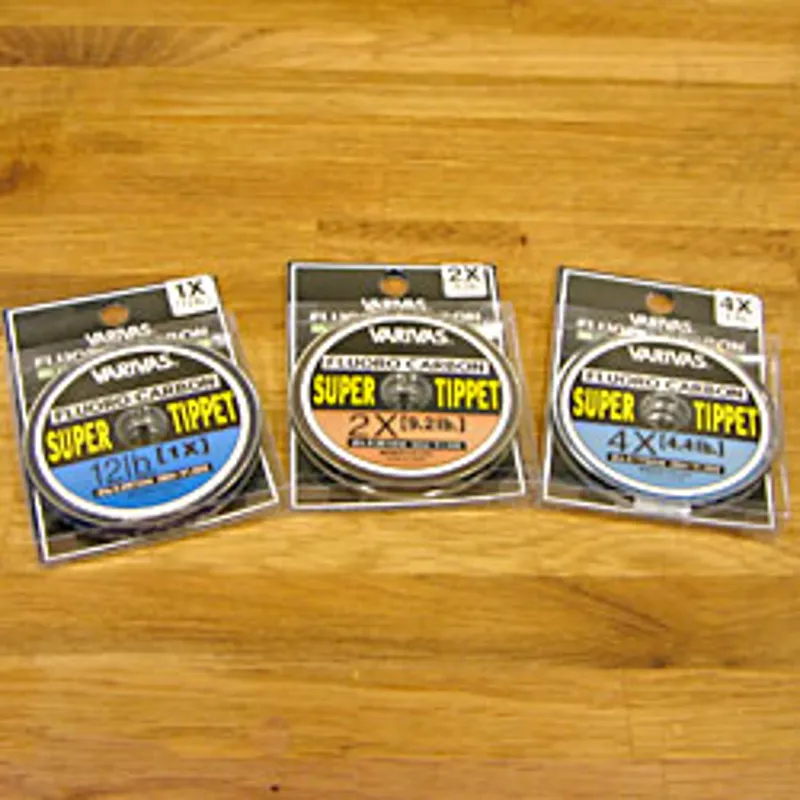 1X
VARIVAS
VARIVAS
FLUORO CARBON
SUPER TIPPET
12lb [1X]
2X
VARIVAS
VARIVAS
FLUORO CARBON
SUPER TIPPET
2X [9.2lb.]
4X
VARIVAS
VARIVAS
FLUORO CARBON
SUPER TIPPET
4X [4.4lb.]